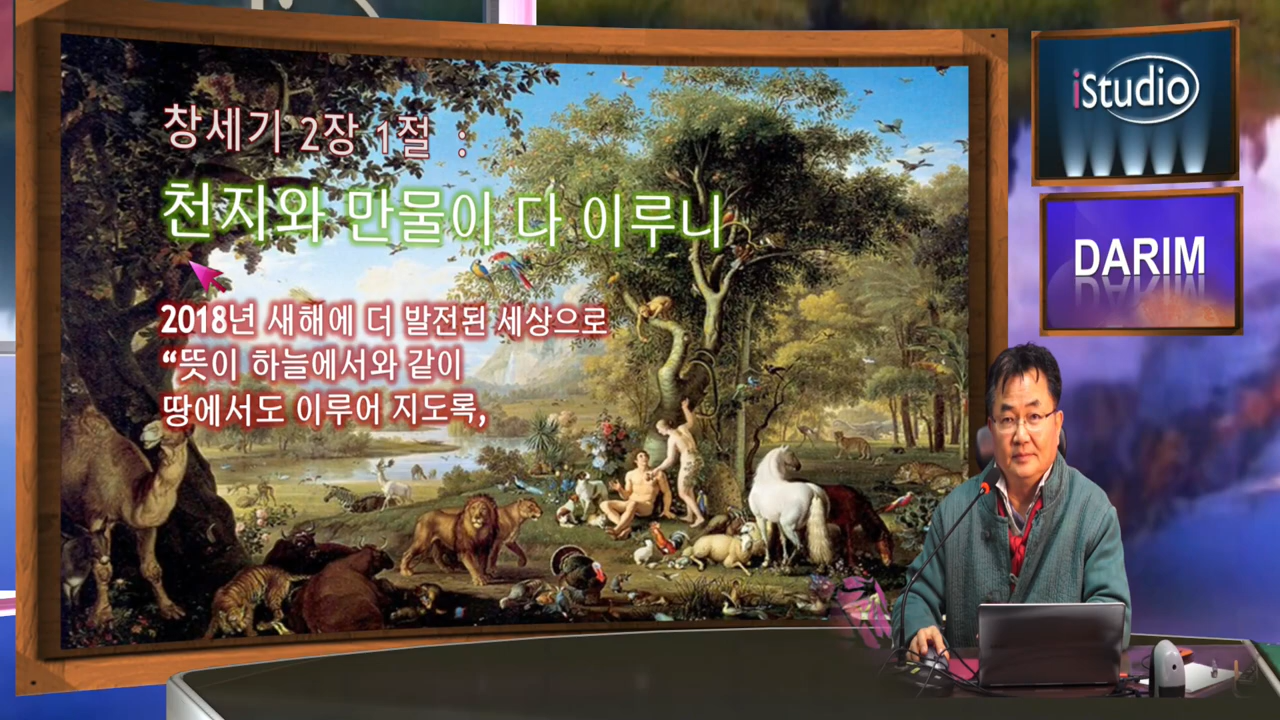 창세기 2장 1절 :
천지와 만물이 다 이루니
2018년 새해에 더 발전된 세상으로
“뜻이 하늘에서와 같이
땅에서도 이루어 지도록,
iStudio
DARIM